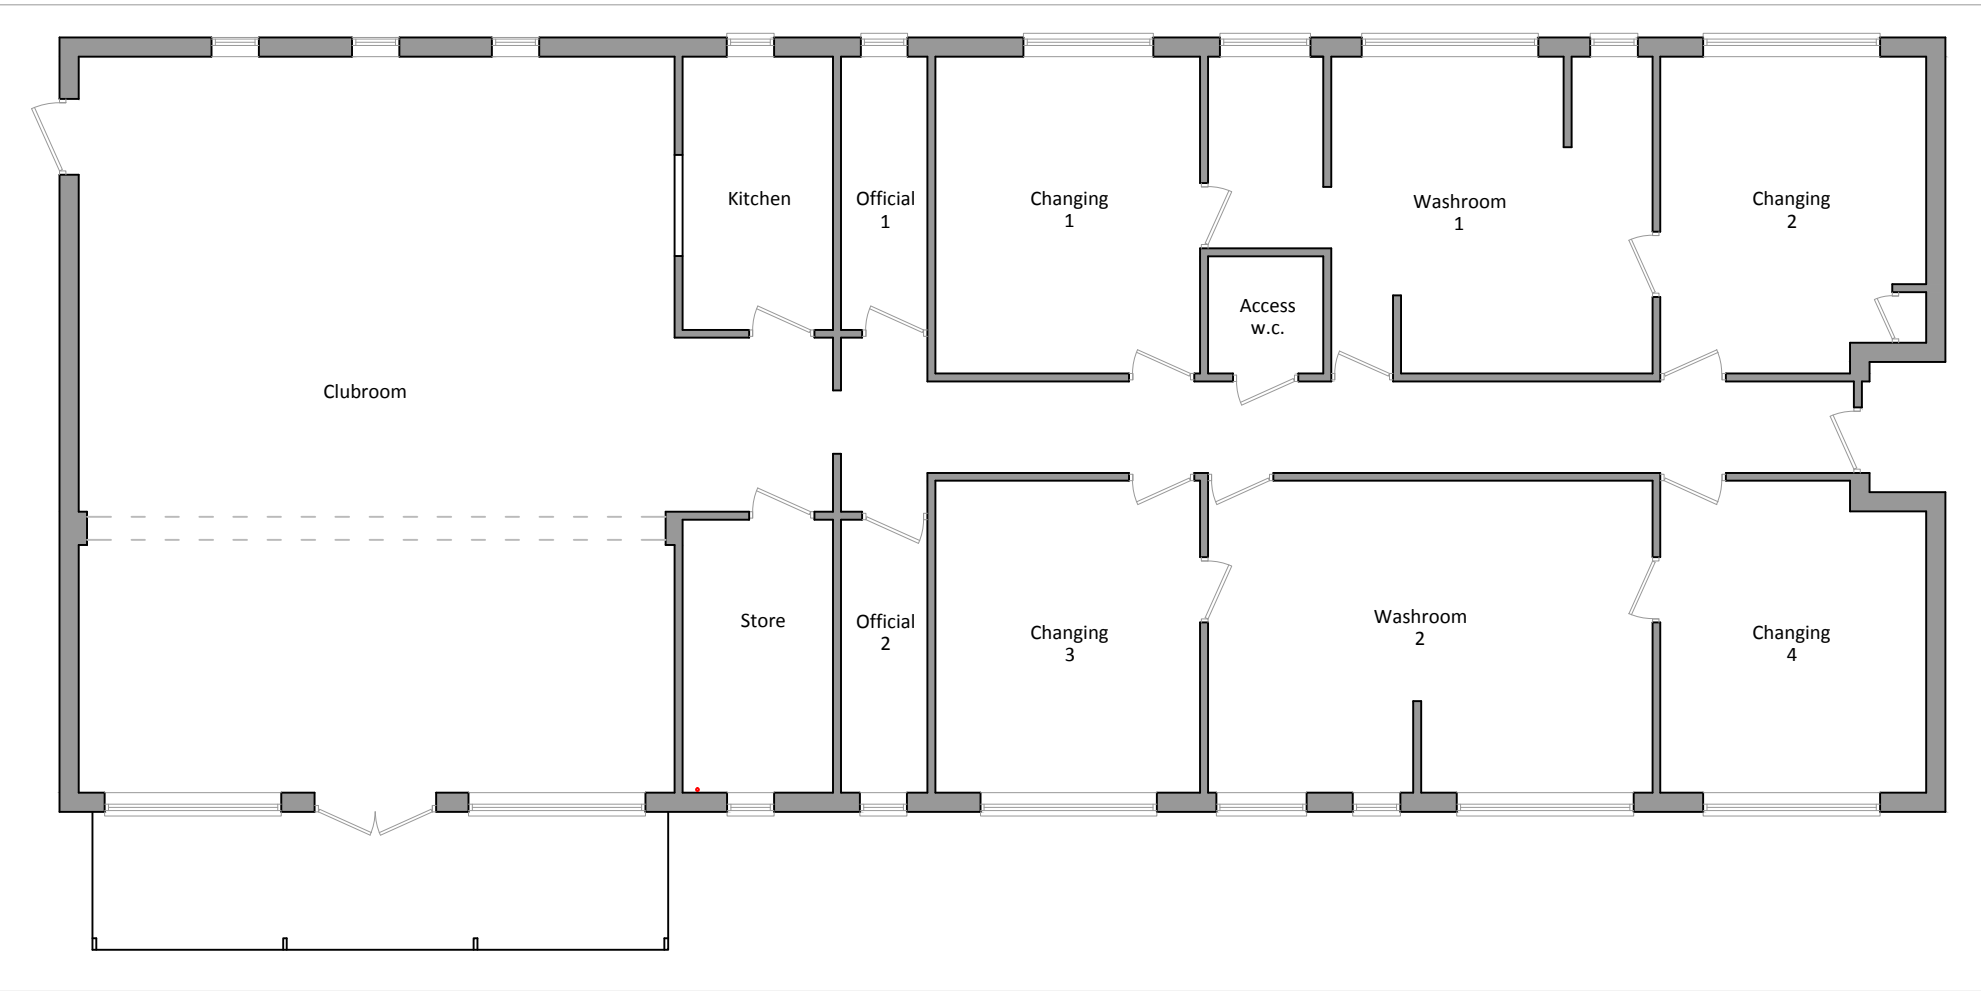 Kitchen
Official
1
Changing
1
Washroom
1
Changing
2
Access
w.c.
Clubroom
Store
Official
2
Changing
3
Washroom
2
Changing
4